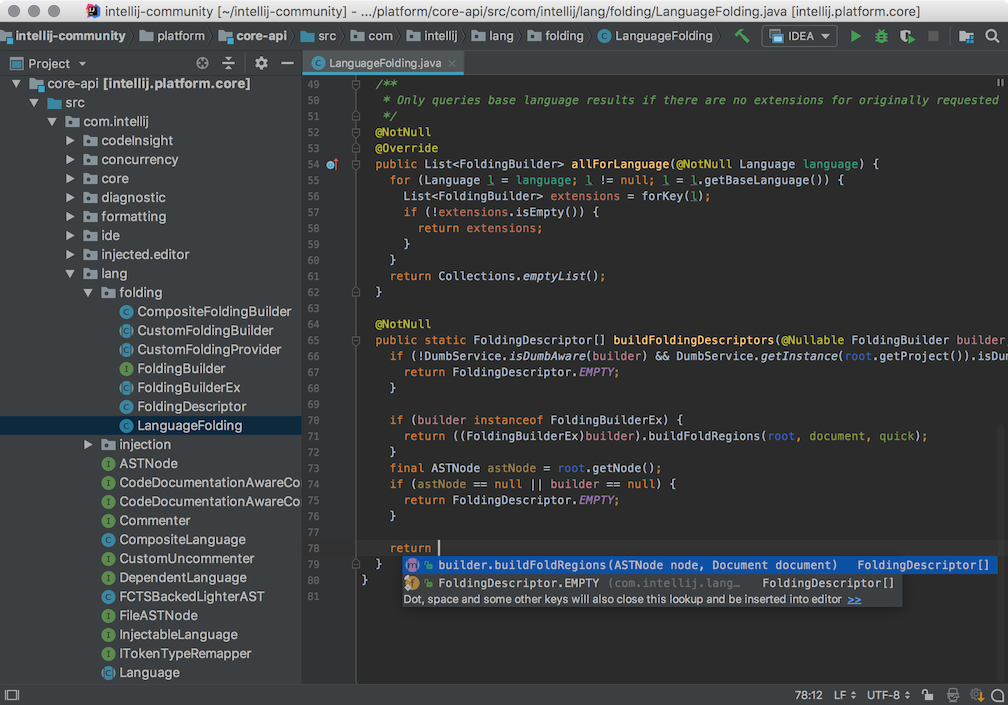 intellij-community [~/intellij-community] - .../platform/core-api/src/com/intellij/lang/folding/LanguageFolding.java [intellij.platform.core]
intellij-community platform core-api src com intellij lang folding LanguageFolding IDEA
Project
LanguageFolding.java
core-api [intellij.platform.core]
src
com.intellij
codeInsight
concurrency
core
diagnostic
formatting
ide
injected.editor
lang
folding
CompositeFoldingBuilder
CustomFoldingBuilder
CustomFoldingProvider
FoldingBuilder
FoldingBuilderEx
FoldingDescriptor
LanguageFolding
injection
ASTNode
CodeDocumentationAwareCo
CodeDocumentationAwareCo
Commenter
CompositeLanguage
CustomUncommenter
DependentLanguage
FCTSBackedLighterAST
FileASTNode
InjectableLanguage
ITokenTypeRemapper
Language
49 /**
50 * Only queries base language results if there are no extensions for originally requested
51 */
52 @NotNull
53 @Override
54 public List<FoldingBuilder> allForLanguage(@NotNull Language language) {
55 for (Language l = language; l != null; l = l.getBaseLanguage()) {
56 List<FoldingBuilder> extensions = forKey(l);
57 if (!extensions.isEmpty()) {
58 return extensions;
59 }
60 }
61 return Collections.emptyList();
62 }
63
64 @NotNull
65 public static FoldingDescriptor[] buildFoldingDescriptors(@Nullable FoldingBuilder builder
66 if (!DumbService.isDumbAware(builder) && DumbService.getInstance(root.getProject()).isDum
67 return FoldingDescriptor.EMPTY;
68 }
69
70 if (builder instanceof FoldingBuilderEx) {
71 return ((FoldingBuilderEx)builder).buildFoldRegions(root, document, quick);
72 }
73 final ASTNode astNode = root.getNode();
74 if (astNode == null || builder == null) {
75 return FoldingDescriptor.EMPTY;
76 }
77
78 return
79 }
80 }
81
m builder.buildFoldRegions(ASTNode node, Document document) FoldingDescriptor[]
f FoldingDescriptor.EMPTY (com.intellij.lang… FoldingDescriptor[]
Dot, space and some other keys will also close this lookup and be inserted into editor >>
78:12 LF UTF-8